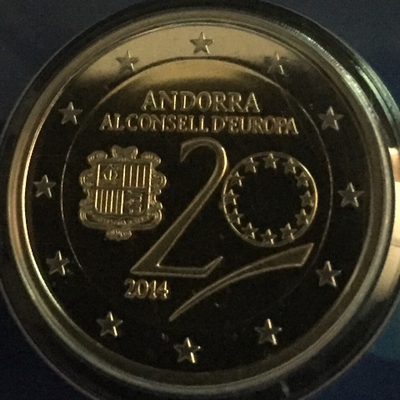 ANDORRA
AL CONSELL D'EUROPA
20
2014